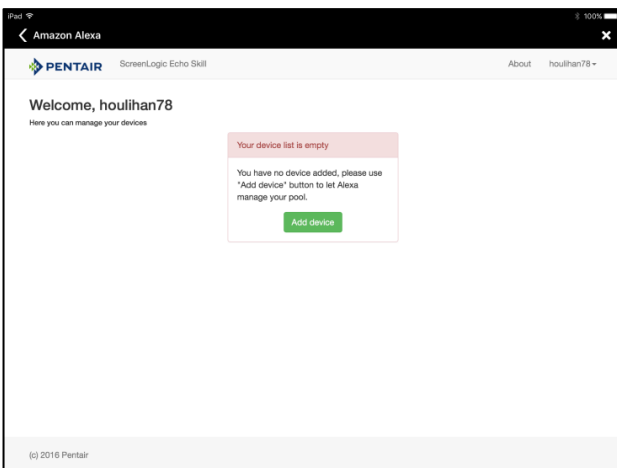 iPad 100%
Amazon Alexa
PENTAIR ScreenLogic Echo Skill About houlihan78
Welcome, houlihan78
Here you can manage your devices
Your device list is empty
You have no device added, please use
"Add device" button to let Alexa
manage your pool.
Add device
(c) 2016 Pentair